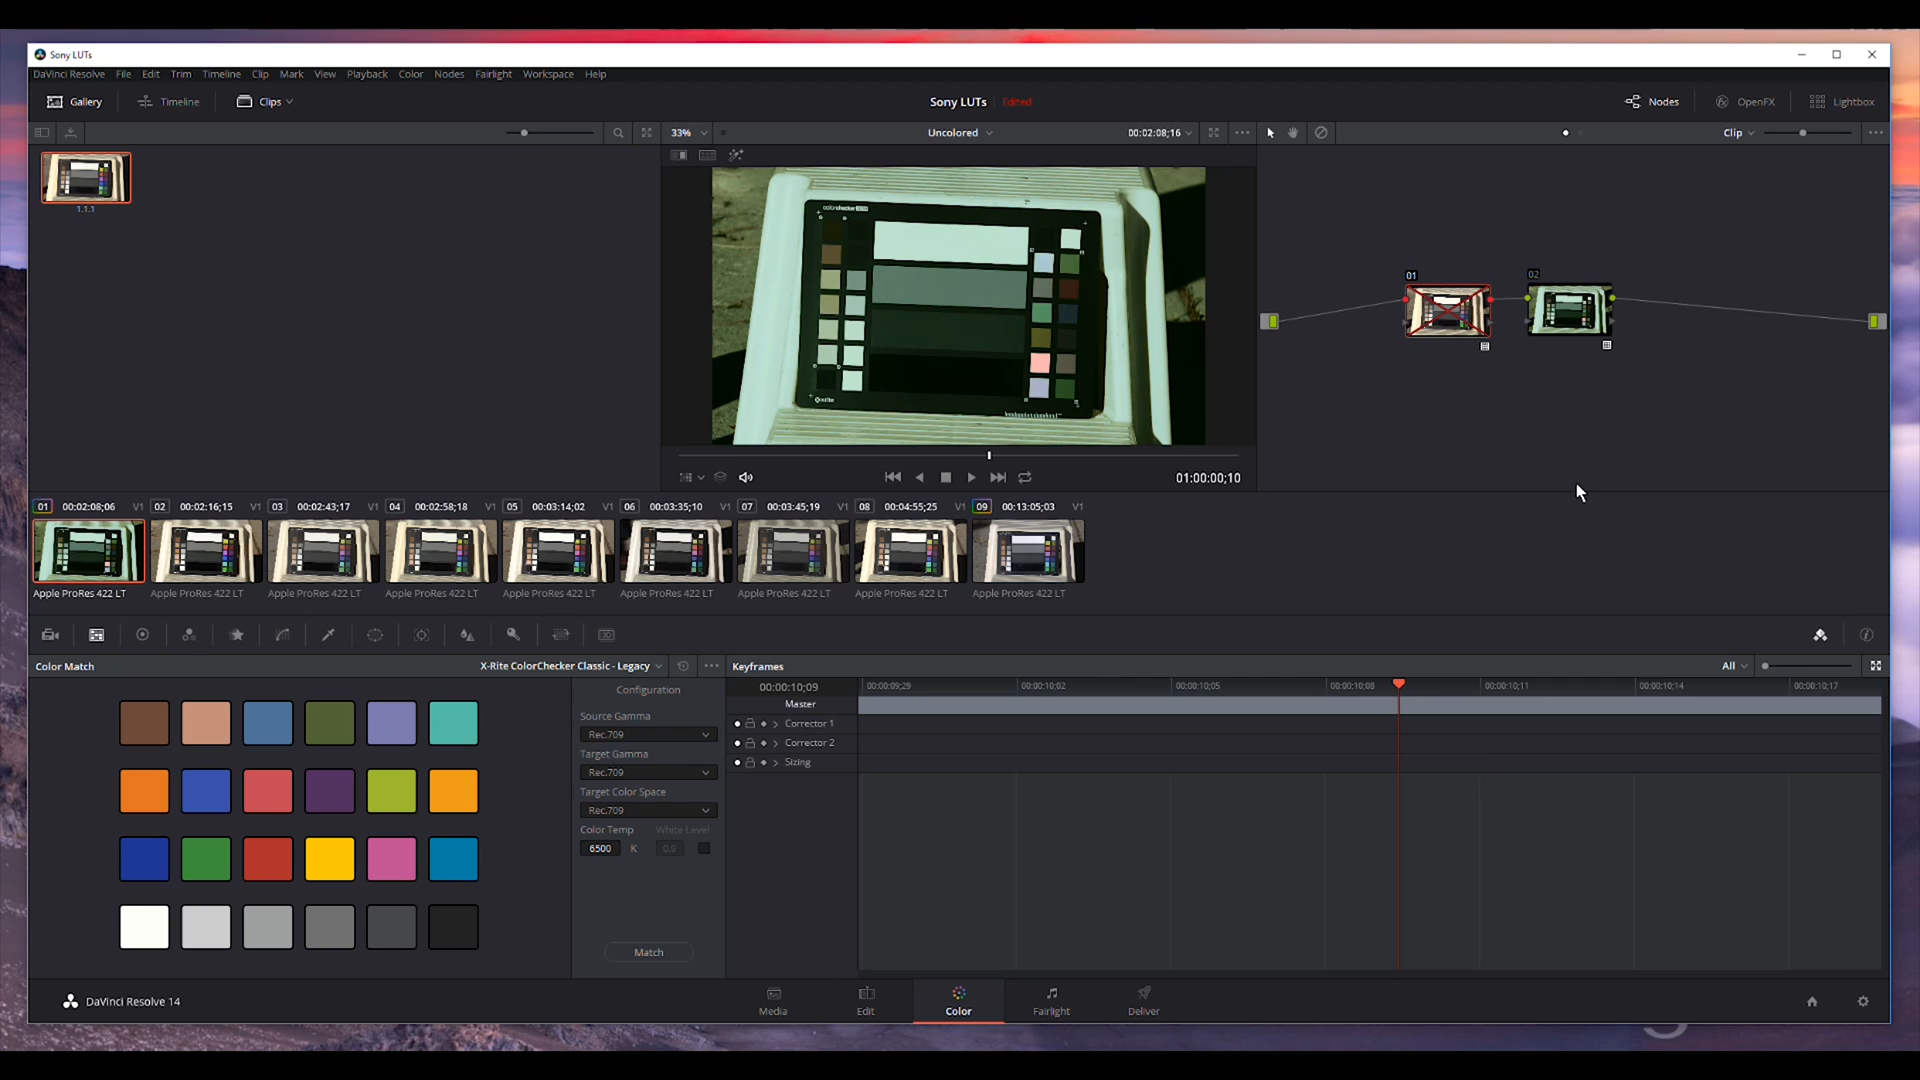 Sony LUTs
DaVinci Resolve File Edit Trim Timeline Clip Mark View Playback Color Nodes Fairlight Workspace Help
Gallery Timeline Clips Sony LUTs Edited Nodes OpenFX Lightbox
33% Uncolored 00:02:08;16 Clip
1.1.1
colorchecker
01 02
x-rite
01:00:00;10
01 00:02:08;06 V1 02 00:02:16;15 V1 03 00:02:43;17 V1 04 00:02:58;18 V1 05 00:03:14;02 V1 06 00:03:35;10 V1 07 00:03:45;19 V1 08 00:04:55;25 V1 09 00:13:05;03 V1
Apple ProRes 422 LT Apple ProRes 422 LT Apple ProRes 422 LT Apple ProRes 422 LT Apple ProRes 422 LT Apple ProRes 422 LT Apple ProRes 422 LT Apple ProRes 422 LT Apple ProRes 422 LT
3D
Color Match X-Rite ColorChecker Classic - Legacy Keyframes All
Configuration
Source Gamma
Rec.709
Target Gamma
Rec.709
Target Color Space
Rec.709
Color Temp White Level
6500 K 0.9
Match
00:00:10;09 00:00:09;29 00:00:10;02 00:00:10;05 00:00:10;08 00:00:10;11 00:00:10;14 00:00:10;17
Master
Corrector 1
Corrector 2
Sizing
DaVinci Resolve 14
Media Edit Color Fairlight Deliver